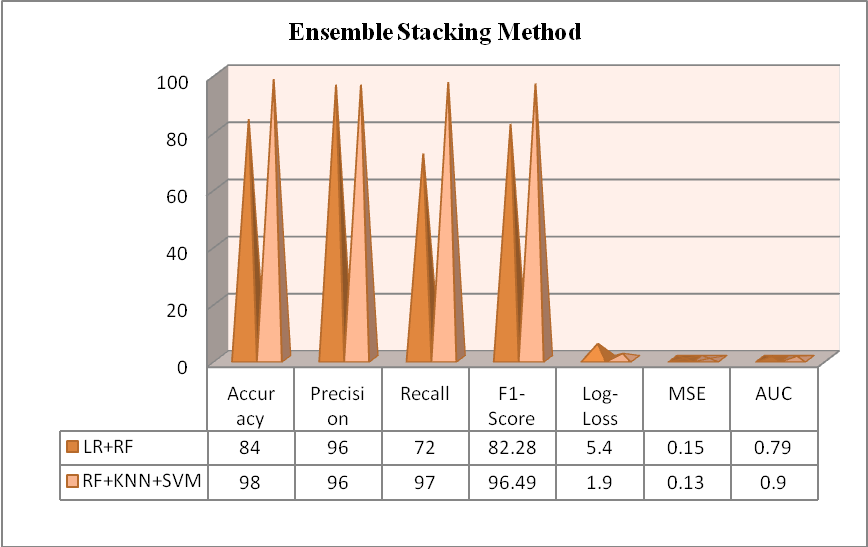 Ensemble Stacking Method
100
80
60
40
20
0
Accur
acy
Precisi
on
Recall
F1-
Score
Log-
Loss
MSE
AUC
LR+RF 84 96 72 82.28 5.4 0.15 0.79
RF+KNN+SVM 98 96 97 96.49 1.9 0.13 0.9